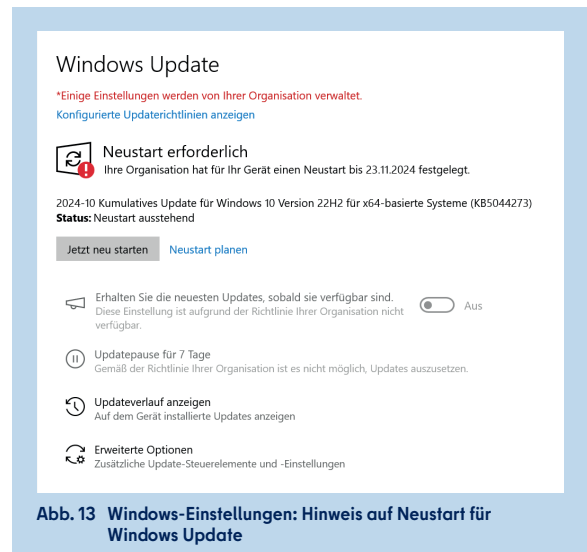 Windows Update
*Einige Einstellungen werden von Ihrer Organisation verwaltet.
Konfigurierte Updaterichtlinien anzeigen
Neustart erforderlich
Ihre Organisation hat für Ihr Gerät einen Neustart bis 23.11.2024 festgelegt.
2024-10 Kumulatives Update für Windows 10 Version 22H2 für x64-basierte Systeme (KB5044273)
Status: Neustart ausstehend
Jetzt neu starten Neustart planen
Erhalten Sie die neuesten Updates, sobald sie verfügbar sind.
Aus
Diese Einstellung ist aufgrund der Richtlinie Ihrer Organisation nicht
verfügbar.
Updatepause für 7 Tage
Gemäß der Richtlinie Ihrer Organisation ist es nicht möglich, Updates auszusetzen.
Updateverlauf anzeigen
Auf dem Gerät installierte Updates anzeigen
Erweiterte Optionen
Zusätzliche Update-Steuerelemente und -Einstellungen
Abb. 13 Windows-Einstellungen: Hinweis auf Neustart für
Windows Update